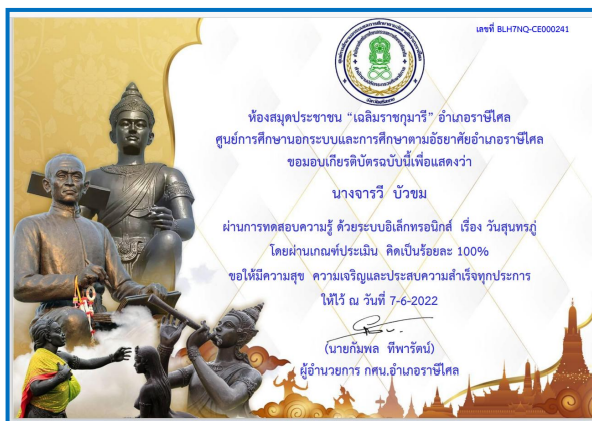 เลขที่ BLH7NQ-CE000241
ห้องสมุดประชาชน “เฉลิมราชกุมารี” อำเภอราษีไศล
ศูนย์การศึกษานอกระบบและการศึกษาตามอัธยาศัยอำเภอราษีไศล
ขอมอบเกียรติบัตรฉบับนี้เพื่อแสดงว่า
นางจารวี บัวขม
ผ่านการทดสอบความรู้ ด้วยระบบอิเล็กทรอนิกส์ เรื่อง วันสุนทรภู่
โดยผ่านเกณฑ์ประเมิน คิดเป็นร้อยละ 100%
ขอให้มีความสุข ความเจริญและประสบความสำเร็จทุกประการ
ให้ไว้ ณ วันที่ 7-6-2022
(นายกัมพล ทีพารัตน์)
ผู้อำนวยการ กศน.อำเภอราษีไศล